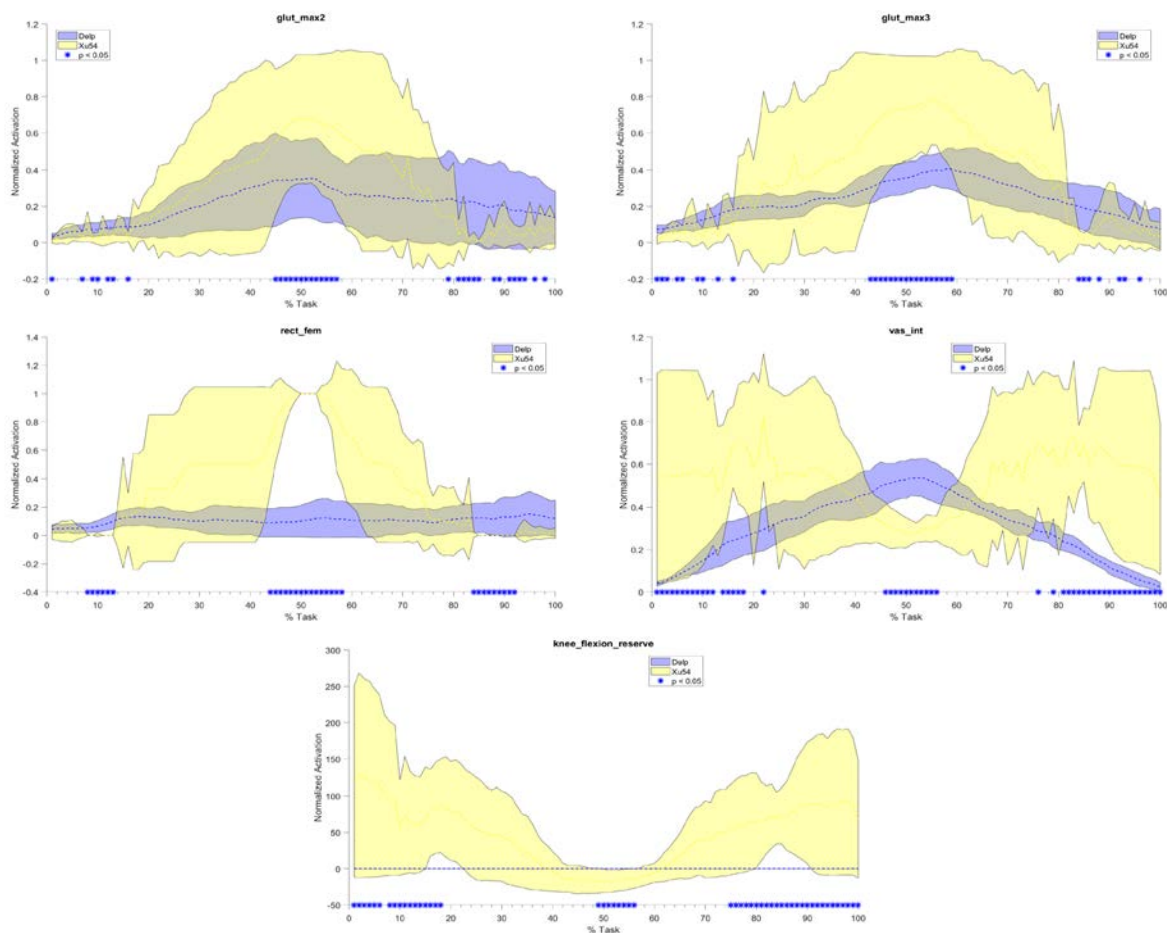 glut_max2
1.2
1
0.8
0.6
0.4
0.2
0
-0.2
Normalized Activation
Delp
Xu54
p < 0.05
0 10 20 30 40 50 60 70 80 90 100
% Task
glut_max3
1.2
1
0.8
0.6
0.4
0.2
0
-0.2
Normalized Activation
Delp
Xu54
p < 0.05
0 10 20 30 40 50 60 70 80 90 100
% Task
rect_fem
1.4
1.2
1
0.8
0.6
0.4
0.2
0
-0.2
-0.4
Normalized Activation
Delp
Xu54
p < 0.05
0 10 20 30 40 50 60 70 80 90 100
% Task
vas_int
1.2
1
0.8
0.6
0.4
0.2
0
Normalized Activation
Delp
Xu54
p < 0.05
0 10 20 30 40 50 60 70 80 90 100
% Task
knee_flexion_reserve
300
250
200
150
100
50
0
-50
Normalized Activation
Delp
Xu54
p < 0.05
0 20 40 60 80 100
% Task